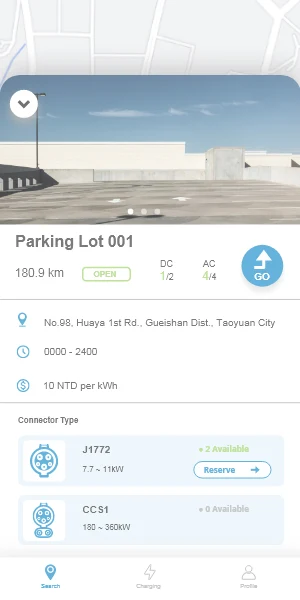 Parking Lot 001
180.9 km
OPEN
DC
1/2
AC
4/4
GO
No.98, Huaya 1st Rd., Gueishan Dist., Taoyuan City
0000 - 2400
10 NTD per kWh
Connector Type
J1772
2 Available
7.7 ~ 11kW
Reserve
CCS1
0 Available
180 ~ 360kW
Search
Charging
Profile